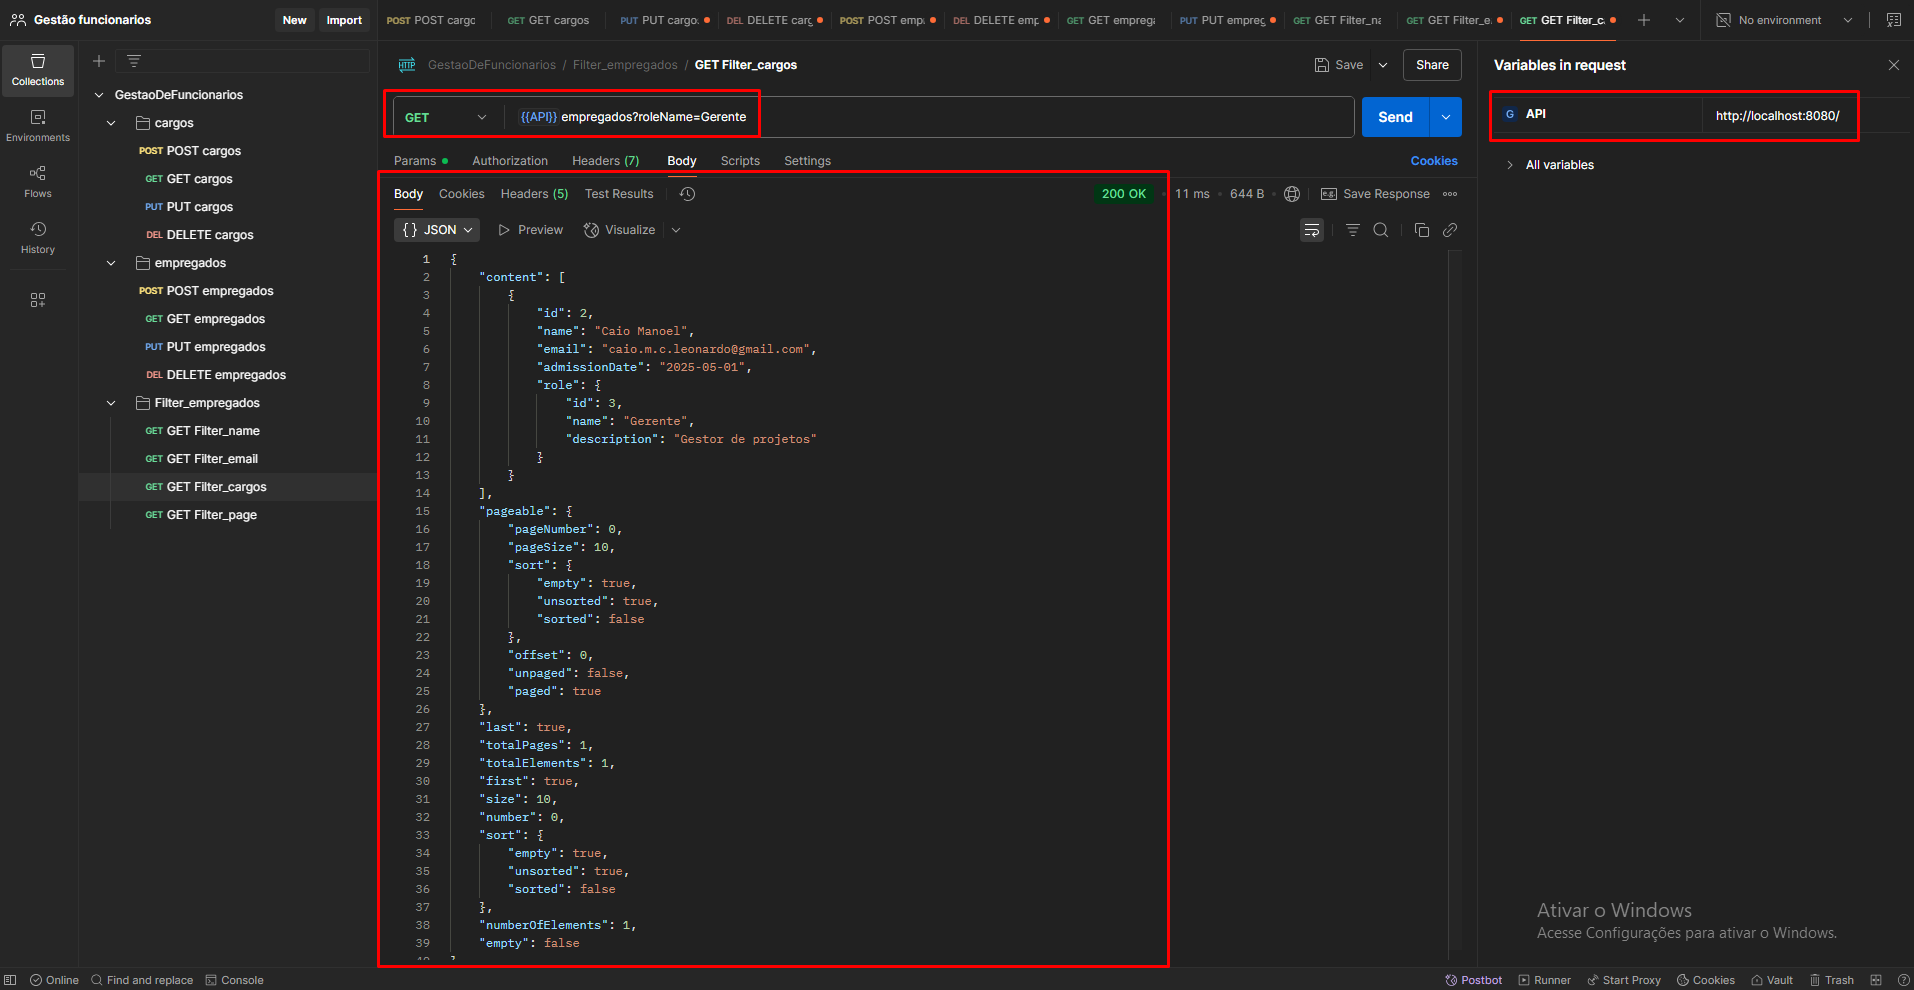 Gestão funcionarios
New
Import
POST POST cargo
GET GET cargos
PUT PUT cargo
DEL DELETE carg
POST POST emp
DEL DELETE emp
GET GET emprega
PUT PUT empreg
GET GET Filter_na
GET GET Filter_e
GET GET Filter_c
No environment
Collections
Environments
Flows
History
GestaoDeFuncionarios
cargos
POST POST cargos
GET GET cargos
PUT PUT cargos
DEL DELETE cargos
empregados
POST POST empregados
GET GET empregados
PUT PUT empregados
DEL DELETE empregados
Filter_empregados
GET GET Filter_name
GET GET Filter_email
GET GET Filter_cargos
GET GET Filter_page
HTTP GestaoDeFuncionarios / Filter_empregados / GET Filter_cargos
Save
Share
GET {{API}} empregados?roleName=Gerente
Send
Params Authorization Headers (7) Body Scripts Settings
Cookies
Body Cookies Headers (5) Test Results
200 OK • 11 ms • 644 B
e.g. Save Response
{} JSON Preview Visualize
1 {
2 "content": [
3 {
4 "id": 2,
5 "name": "Caio Manoel",
6 "email": "caio.m.c.leonardo@gmail.com",
7 "admissionDate": "2025-05-01",
8 "role": {
9 "id": 3,
10 "name": "Gerente",
11 "description": "Gestor de projetos"
12 }
13 }
14 ],
15 "pageable": {
16 "pageNumber": 0,
17 "pageSize": 10,
18 "sort": {
19 "empty": true,
20 "unsorted": true,
21 "sorted": false
22 },
23 "offset": 0,
24 "unpaged": false,
25 "paged": true
26 },
27 "last": true,
28 "totalPages": 1,
29 "totalElements": 1,
30 "first": true,
31 "size": 10,
32 "number": 0,
33 "sort": {
34 "empty": true,
35 "unsorted": true,
36 "sorted": false
37 },
38 "numberOfElements": 1,
39 "empty": false
Variables in request
G API http://localhost:8080/
All variables
Ativar o Windows
Acesse Configurações para ativar o Windows.
Online
Find and replace
Console
Postbot
Runner
Start Proxy
Cookies
Vault
Trash